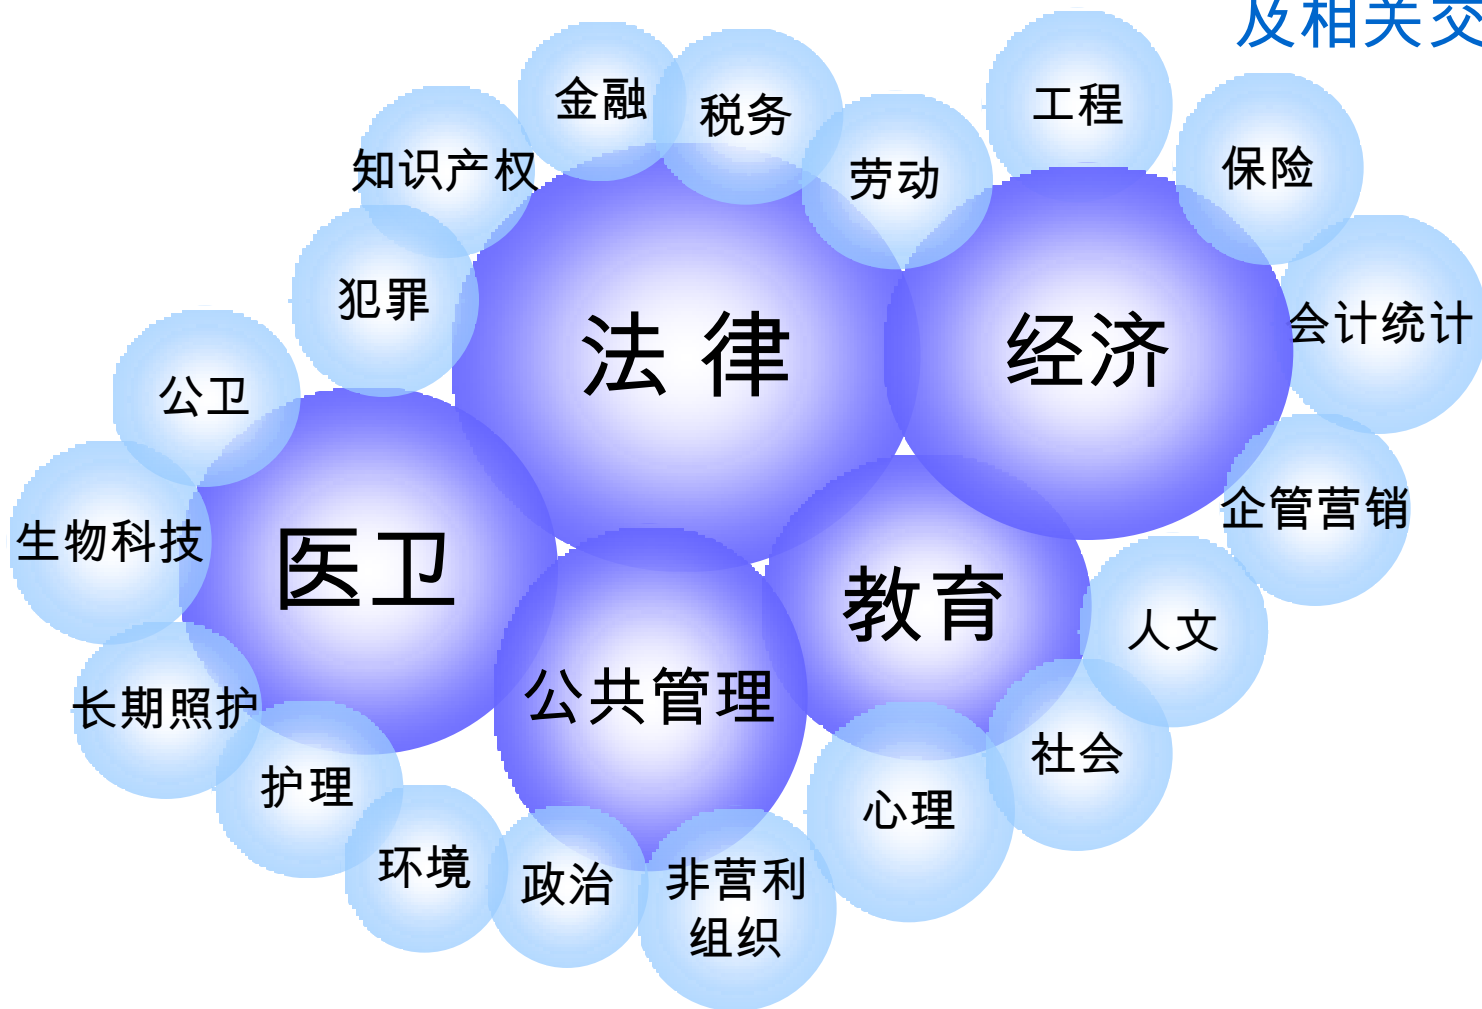 及相关交
金融
税务
工程
知识产权
劳动
保险
犯罪
法 律
经济
会计统计
公卫
生物科技
医卫
企管营销
教育
人文
长期照护
公共管理
社会
护理
心理
环境
政治
非营利
组织